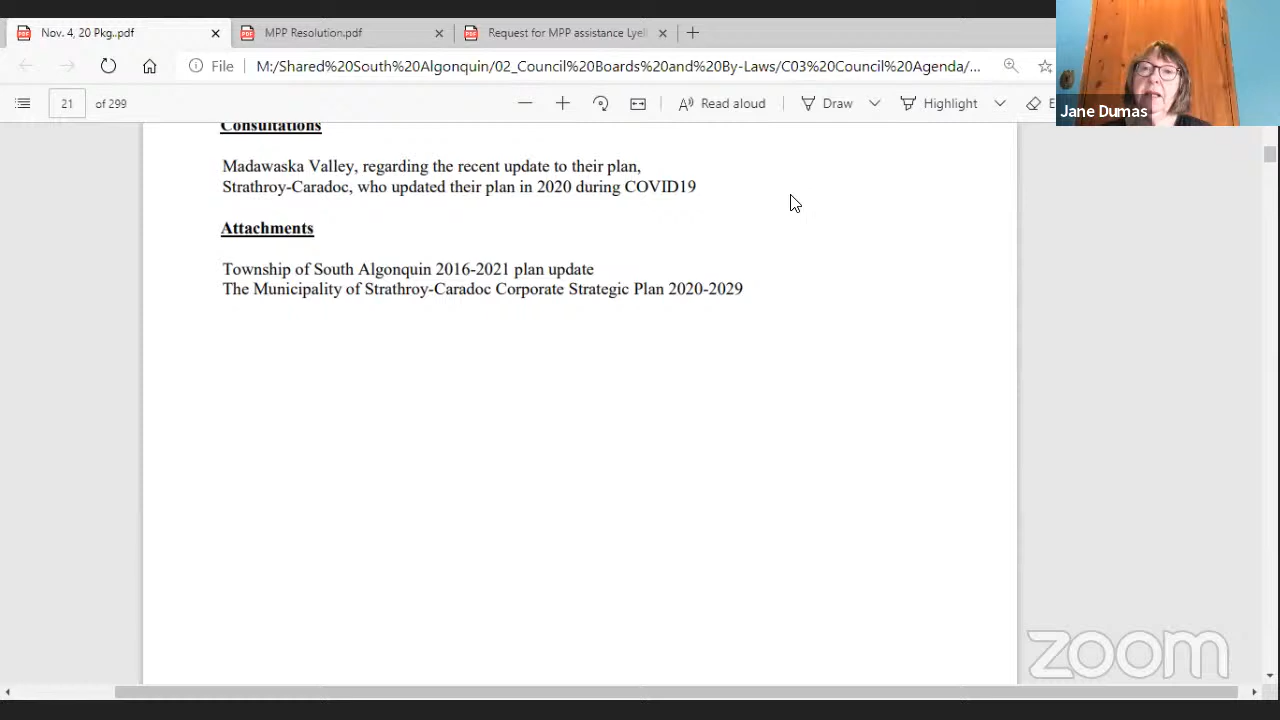 Nov. 4, 20 Pkg..pdf
MPP Resolution.pdf
Request for MPP assistance Lyell
File
M:/Shared%20South%20Algonquin/02_Council%20Boards%20and%20By-Laws/C03%20Council%20Agenda/...
21 of 299
Read aloud
Draw
Highlight
E
Jane Dumas
Consultations
Madawaska Valley, regarding the recent update to their plan,
Strathroy-Caradoc, who updated their plan in 2020 during COVID19
Attachments
Township of South Algonquin 2016-2021 plan update
The Municipality of Strathroy-Caradoc Corporate Strategic Plan 2020-2029
zoom